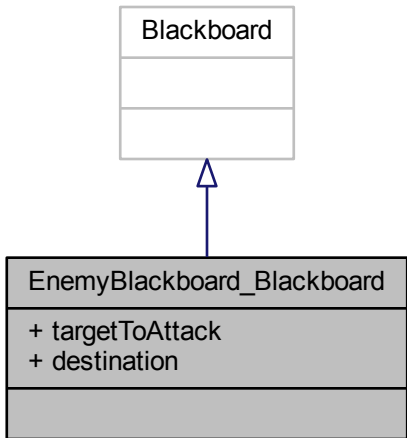 Blackboard
EnemyBlackboard_Blackboard
+ targetToAttack
+ destination